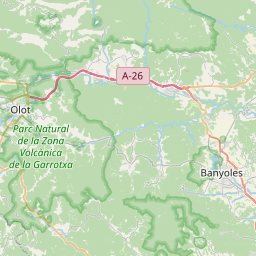 A-26
Olot
Parc Natural
de la Zona
Volcànica
de la Garrotxa
Banyoles